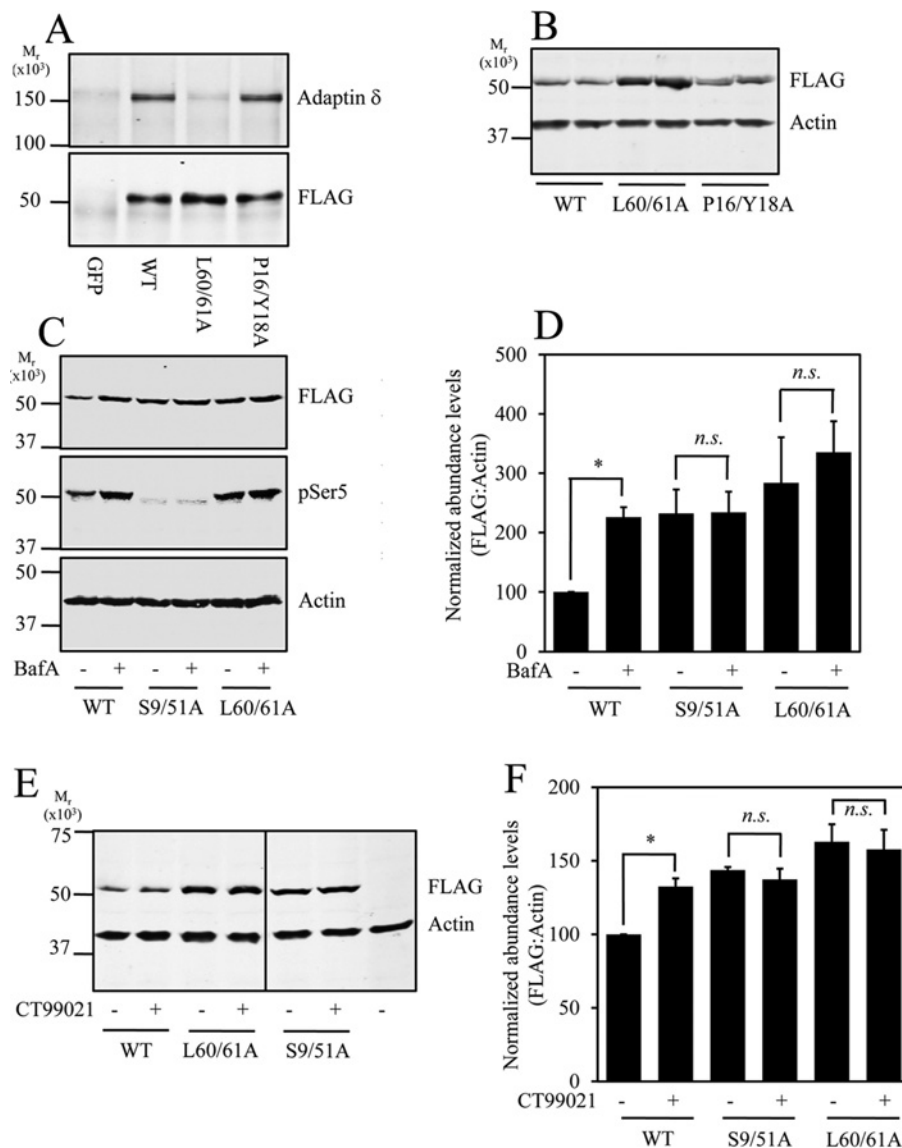 A
Mr
(x10³)
150
100
Adaptin δ
50
FLAG
GFP
WT
L60/61A
P16/Y18A
B
Mr
(x10³)
50
37
FLAG
Actin
WT L60/61A P16/Y18A
C
Mr
(x10³)
50
37
FLAG
50
37
pSer5
50
37
Actin
BafA - + - + - +
WT S9/51A L60/61A
D
Normalized abundance levels
(FLAG:Actin)
500
400
300
200
100
0
* n.s. n.s.
BafA - + - + - +
WT S9/51A L60/61A
E
Mr
(x10³)
75
50
37
FLAG
Actin
CT99021 - + - + - + -
WT L60/61A S9/51A
F
Normalized abundance levels
(FLAG:Actin)
200
150
100
50
0
* n.s. n.s.
CT99021 - + - + - +
WT S9/51A L60/61A